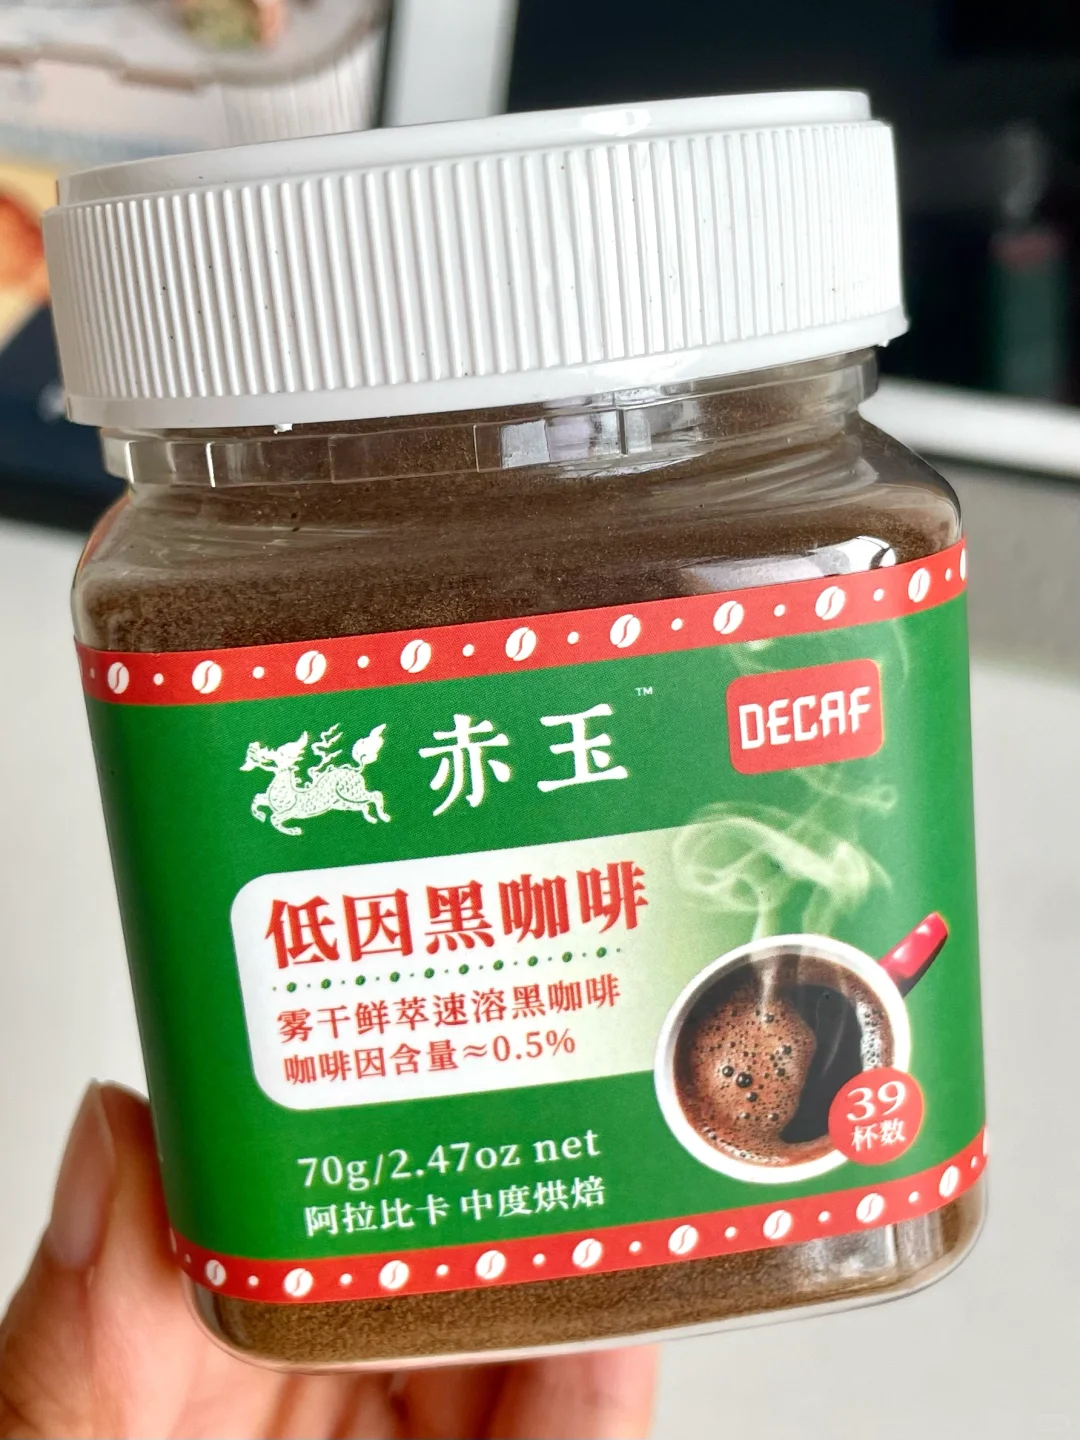 赤玉™
DECAF
低因黑咖啡
雾干鲜萃速溶黑咖啡
咖啡因含量≈0.5%
39
杯数
70g/2.47oz net
阿拉比卡 中度烘焙